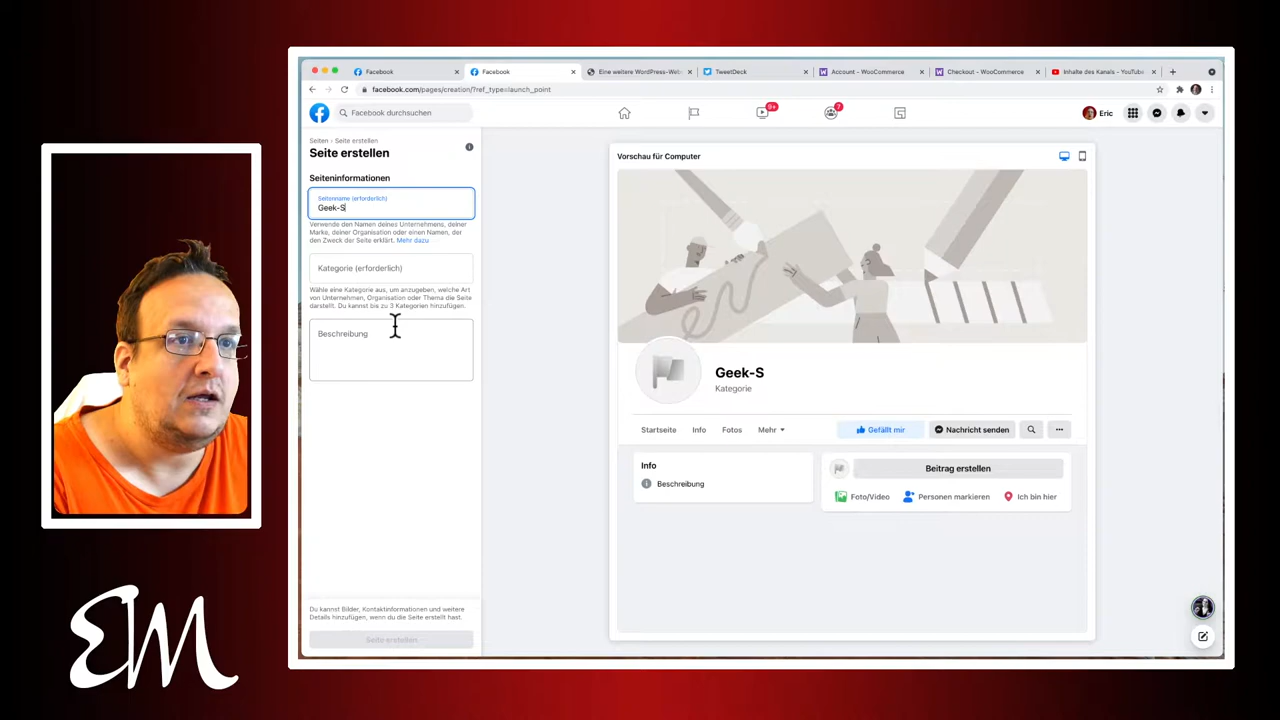 Facebook
Facebook
Eine weitere WordPress-Web
TweetDeck
Account - WooCommerce
Checkout - WooCommerce
Inhalte des Kanals - YouTub
facebook.com/pages/creation/?ref_type=launch_point
Facebook durchsuchen
9+
7
Eric
Seiten › Seite erstellen
Seite erstellen
Seiteninformationen
Seitenname (erforderlich)
Geek-S
Verwende den Namen deines Unternehmens, deiner
Marke, deiner Organisation oder einen Namen, der
den Zweck der Seite erklärt. Mehr dazu
Kategorie (erforderlich)
Wähle eine Kategorie aus, um anzugeben, welche Art
von Unternehmen, Organisation oder Thema die Seite
darstellt. Du kannst bis zu 3 Kategorien hinzufügen.
Beschreibung
Du kannst Bilder, Kontaktinformationen und weitere
Details hinzufügen, wenn du die Seite erstellt hast.
Seite erstellen
Vorschau für Computer
Geek-S
Kategorie
Startseite Info Fotos Mehr
Gefällt mir
Nachricht senden
Info
Beschreibung
Beitrag erstellen
Foto/Video
Personen markieren
Ich bin hier
EM